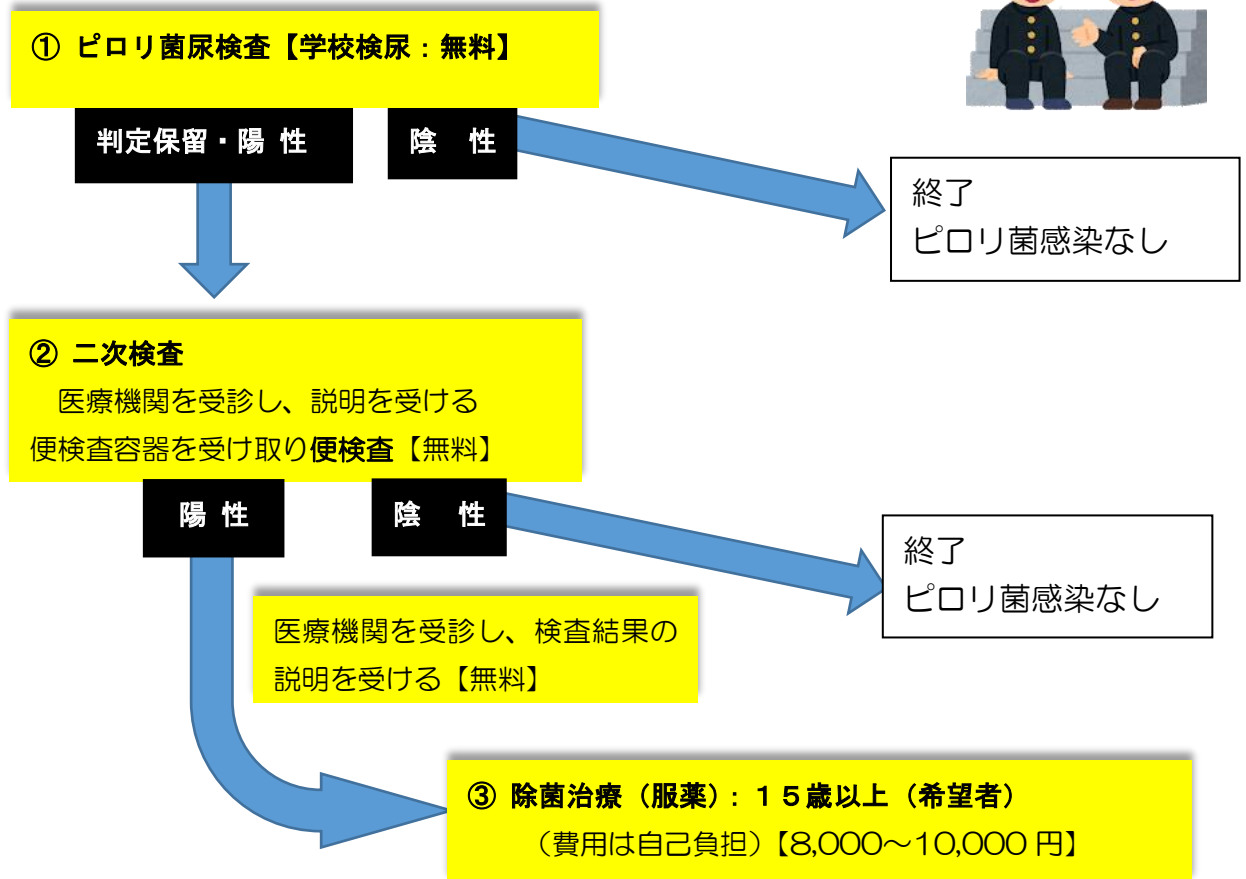 ① ピロリ菌尿検査【学校検尿：無料】
判定保留・陽 性
陰 性
終了
ピロリ菌感染なし
② 二次検査
医療機関を受診し、説明を受ける
便検査容器を受け取り便検査【無料】
陽 性
陰 性
終了
ピロリ菌感染なし
医療機関を受診し、検査結果の
説明を受ける【無料】
③ 除菌治療（服薬）：１５歳以上（希望者）
（費用は自己負担）【8,000～10,000 円】